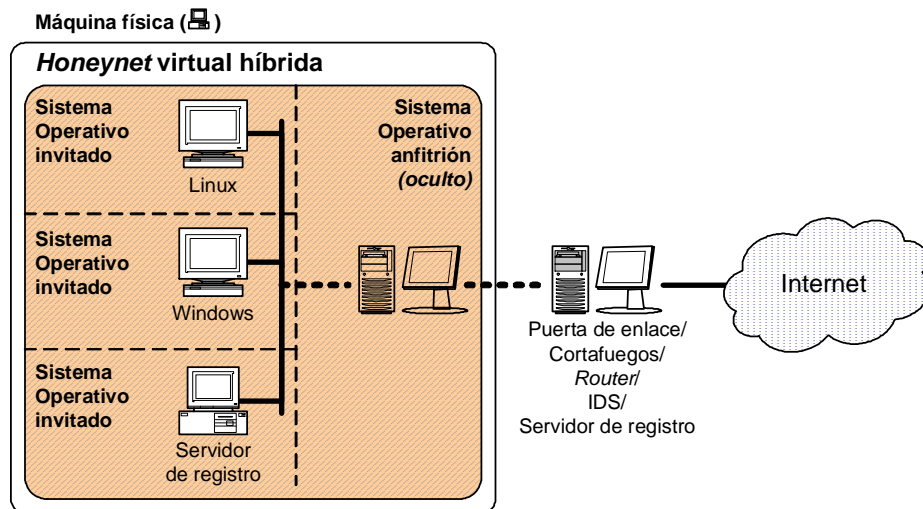 Máquina física ( )
Honeynet virtual híbrida
Sistema
Operativo
invitado
Linux
Sistema
Operativo
anfitrión
(oculto)
Sistema
Operativo
invitado
Windows
Sistema
Operativo
invitado
Servidor
de registro
Puerta de enlace/
Cortafuegos/
Router/
IDS/
Servidor de registro
Internet